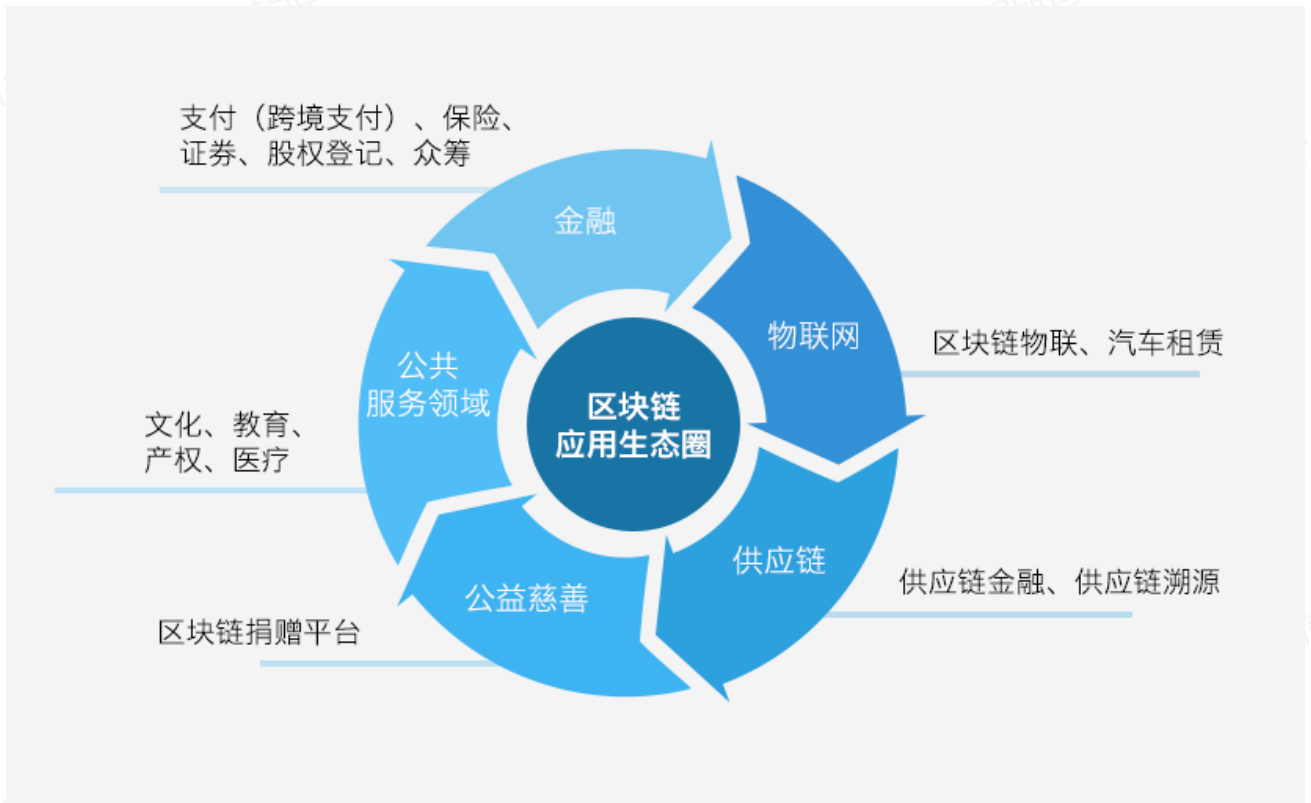 支付（跨境支付）、保险、
证券、股权登记、众筹
金融
物联网
区块链物联、汽车租赁
公共
服务领域
区块链
应用生态圈
文化、教育、
产权、医疗
供应链
供应链金融、供应链溯源
公益慈善
区块链捐赠平台